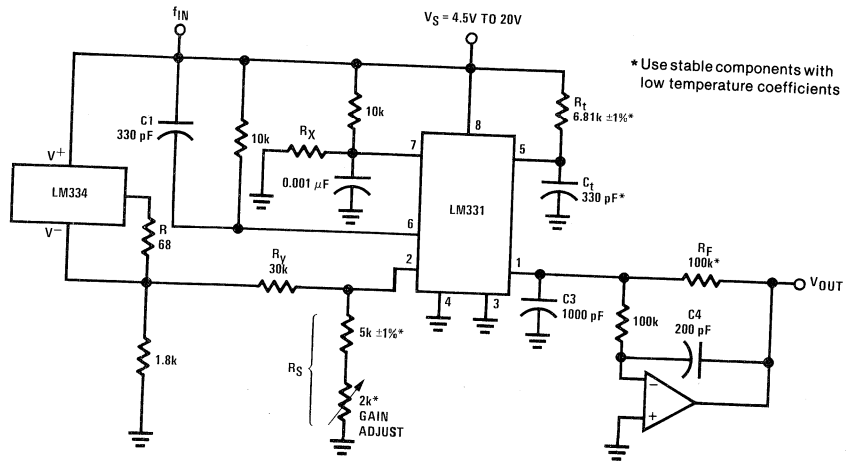 fIN
VS = 4.5V TO 20V
* Use stable components with
low temperature coefficients
C1
330 pF
10k
10k
RX
0.001 µF
7
8
5
Rt
6.81k ±1%*
Ct
330 pF*
V+
LM334
V−
R
68
LM331
6
2
1
4
3
Ry
30k
RF
100k*
VOUT
C3
1000 pF
100k
C4
200 pF
1.8k
RS
5k ±1%*
2k*
GAIN
ADJUST
−
+